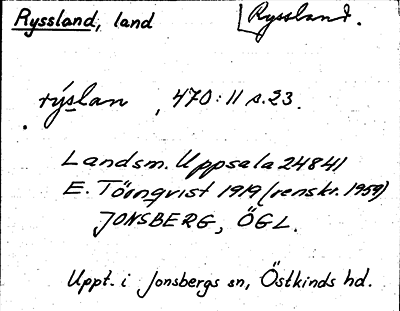 Ryssland, land
Ryssland.
rýslan, 470:11 s.23.
Landsm. Uppsala 24841
E. Törnqvist 1919 (renskr. 1959)
JONSBERG, ÖGL.
Uppt. i Jonsbergs sn, Östkinds hd.